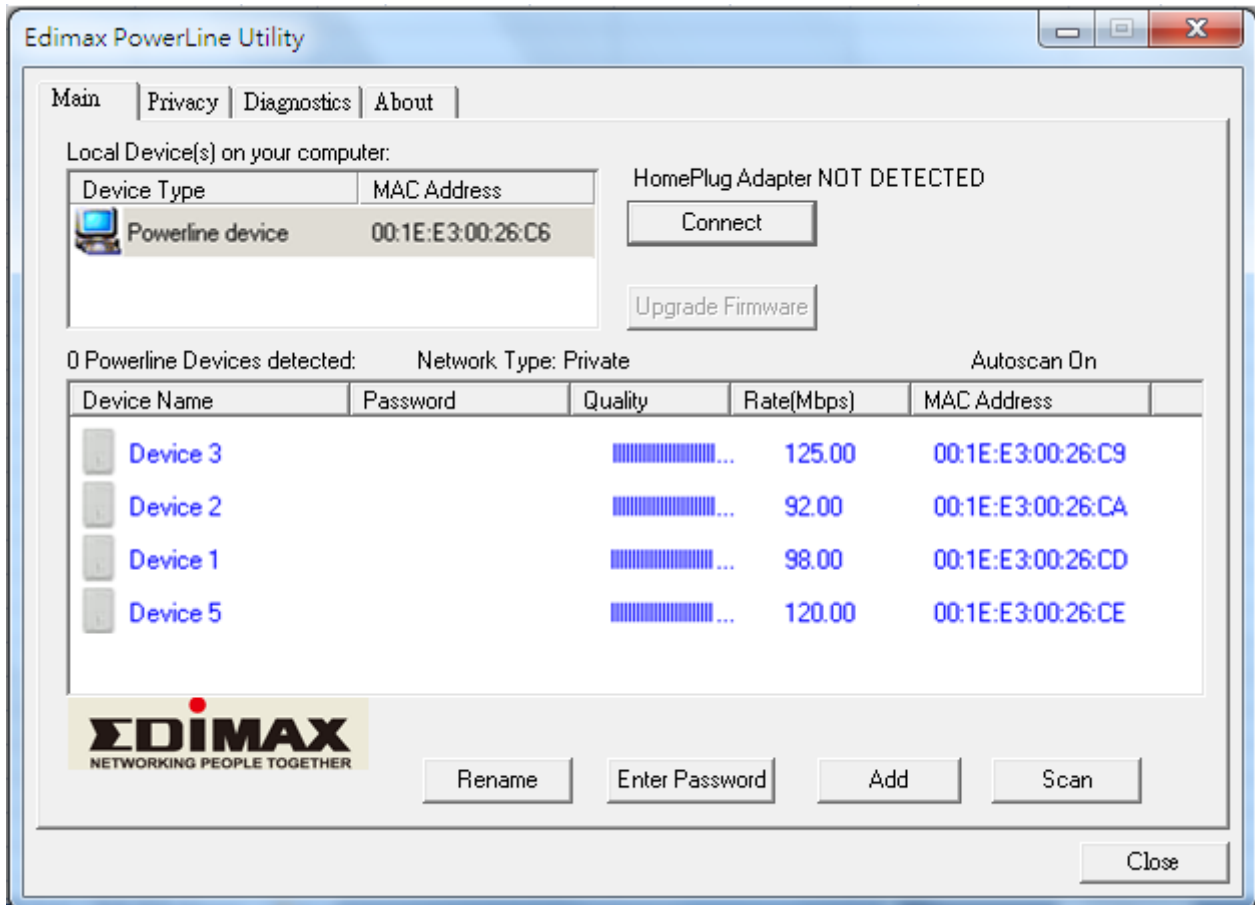 Edimax PowerLine Utility
Main Privacy Diagnostics About
Local Device(s) on your computer:
Device Type MAC Address
Powerline device 00:1E:E3:00:26:C6
HomePlug Adapter NOT DETECTED
Connect
Upgrade Firmware
0 Powerline Devices detected: Network Type: Private Autoscan On
Device Name Password Quality Rate(Mbps) MAC Address
Device 3 ... 125.00 00:1E:E3:00:26:C9
Device 2 ... 92.00 00:1E:E3:00:26:CA
Device 1 ... 98.00 00:1E:E3:00:26:CD
Device 5 ... 120.00 00:1E:E3:00:26:CE
EDIMAX
NETWORKING PEOPLE TOGETHER
Rename Enter Password Add Scan
Close